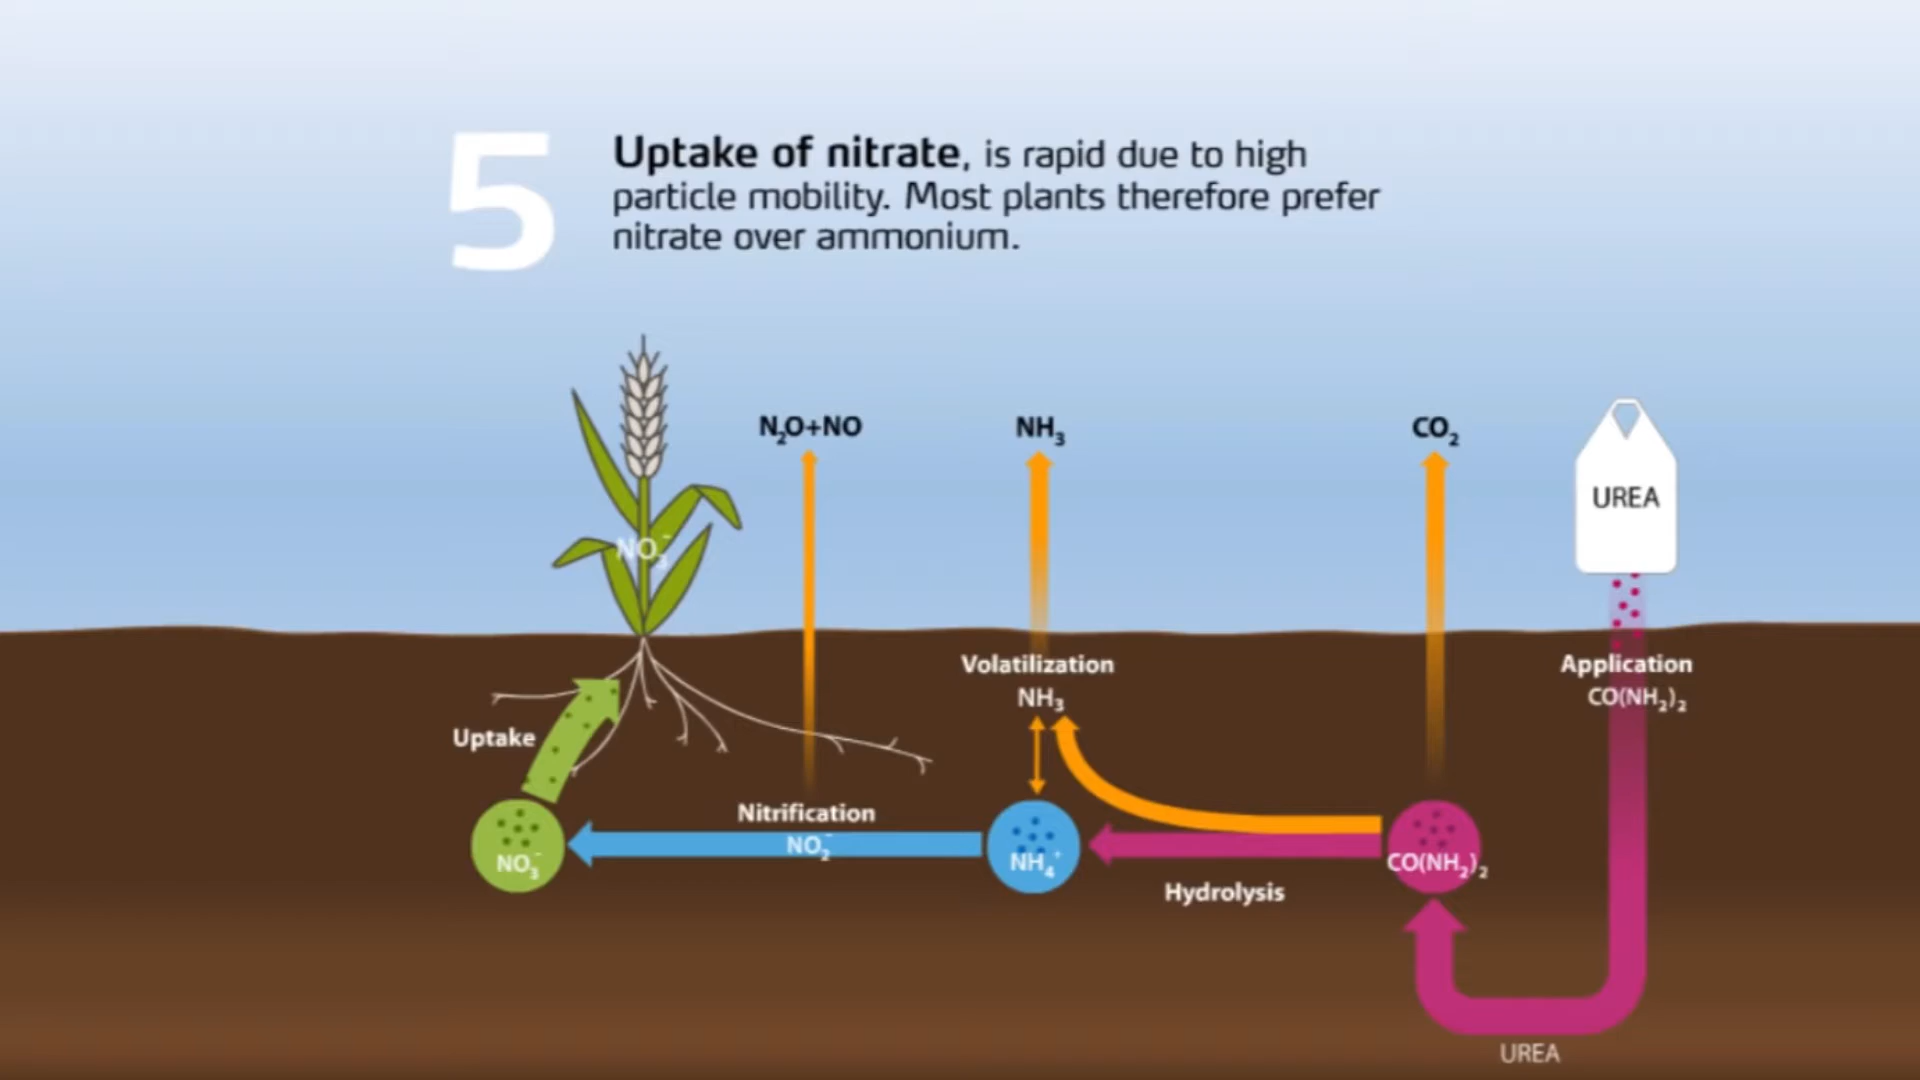 5
Uptake of nitrate, is rapid due to high
particle mobility. Most plants therefore prefer
nitrate over ammonium.
N₂O+NO
NH₃
CO₂
UREA
NO₃⁻
Volatilization
NH₃
Application
CO(NH₂)₂
Uptake
Nitrification
NO₂⁻
NO₃⁻
NH₄⁺
CO(NH₂)₂
Hydrolysis
UREA